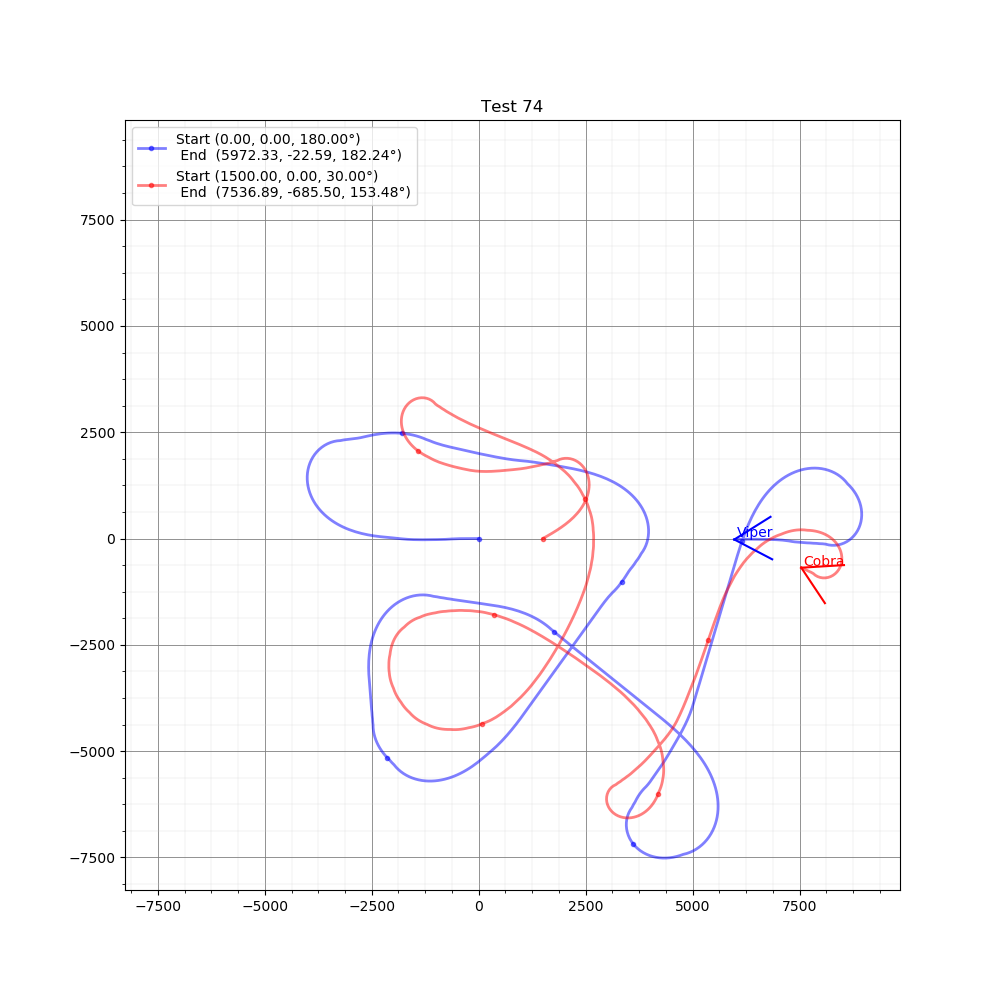 Test 74
Start (0.00, 0.00, 180.00°)
End (5972.33, -22.59, 182.24°)
Start (1500.00, 0.00, 30.00°)
End (7536.89, -685.50, 153.48°)
7500
5000
2500
0
−2500
−5000
−7500
Viper
Cobra
−7500 −5000 −2500 0 2500 5000 7500